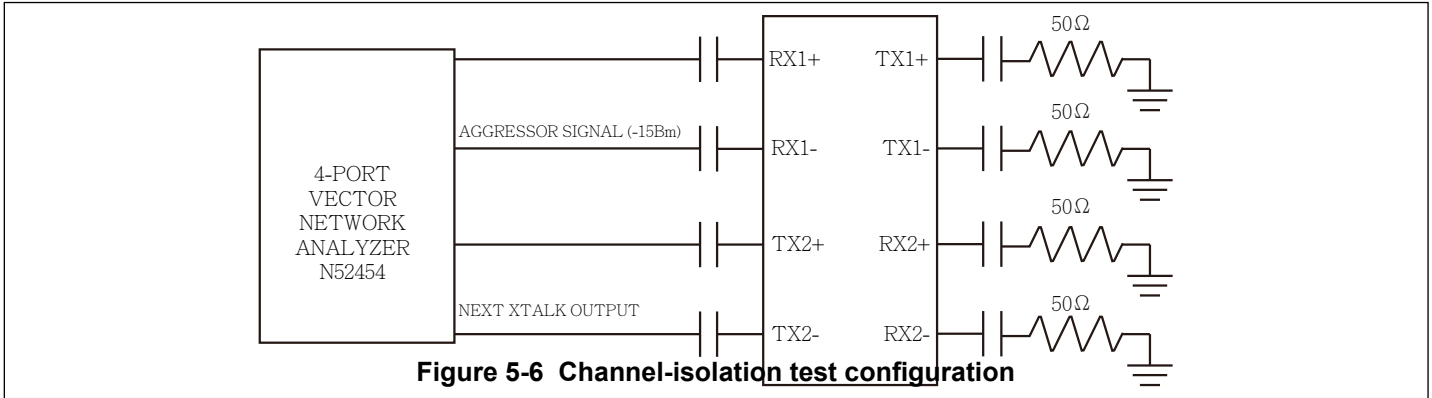 50Ω
RX1+ TX1+
50Ω
AGGRESSOR SIGNAL (-15Bm)
RX1- TX1-
4-PORT
VECTOR
NETWORK
ANALYZER
N52454
50Ω
TX2+ RX2+
50Ω
NEXT XTALK OUTPUT
TX2- RX2-
Figure 5-6 Channel-isolation test configuration